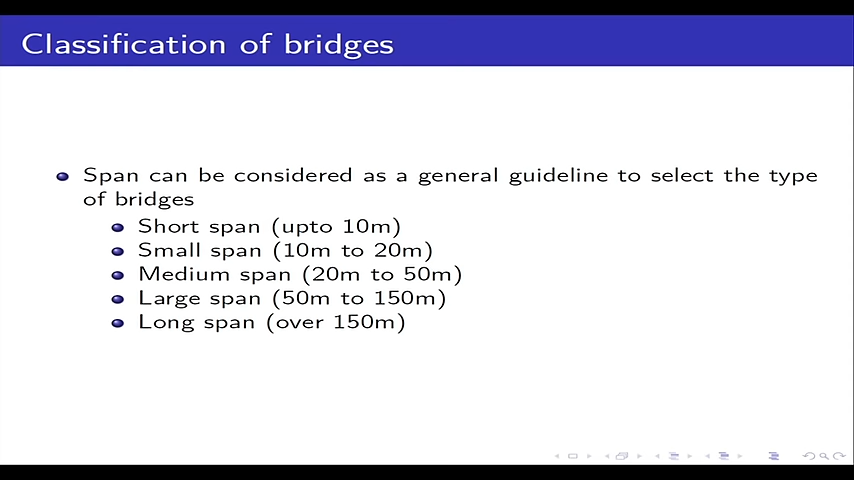 Classification of bridges
Span can be considered as a general guideline to select the type
of bridges
Short span (upto 10m)
Small span (10m to 20m)
Medium span (20m to 50m)
Large span (50m to 150m)
Long span (over 150m)